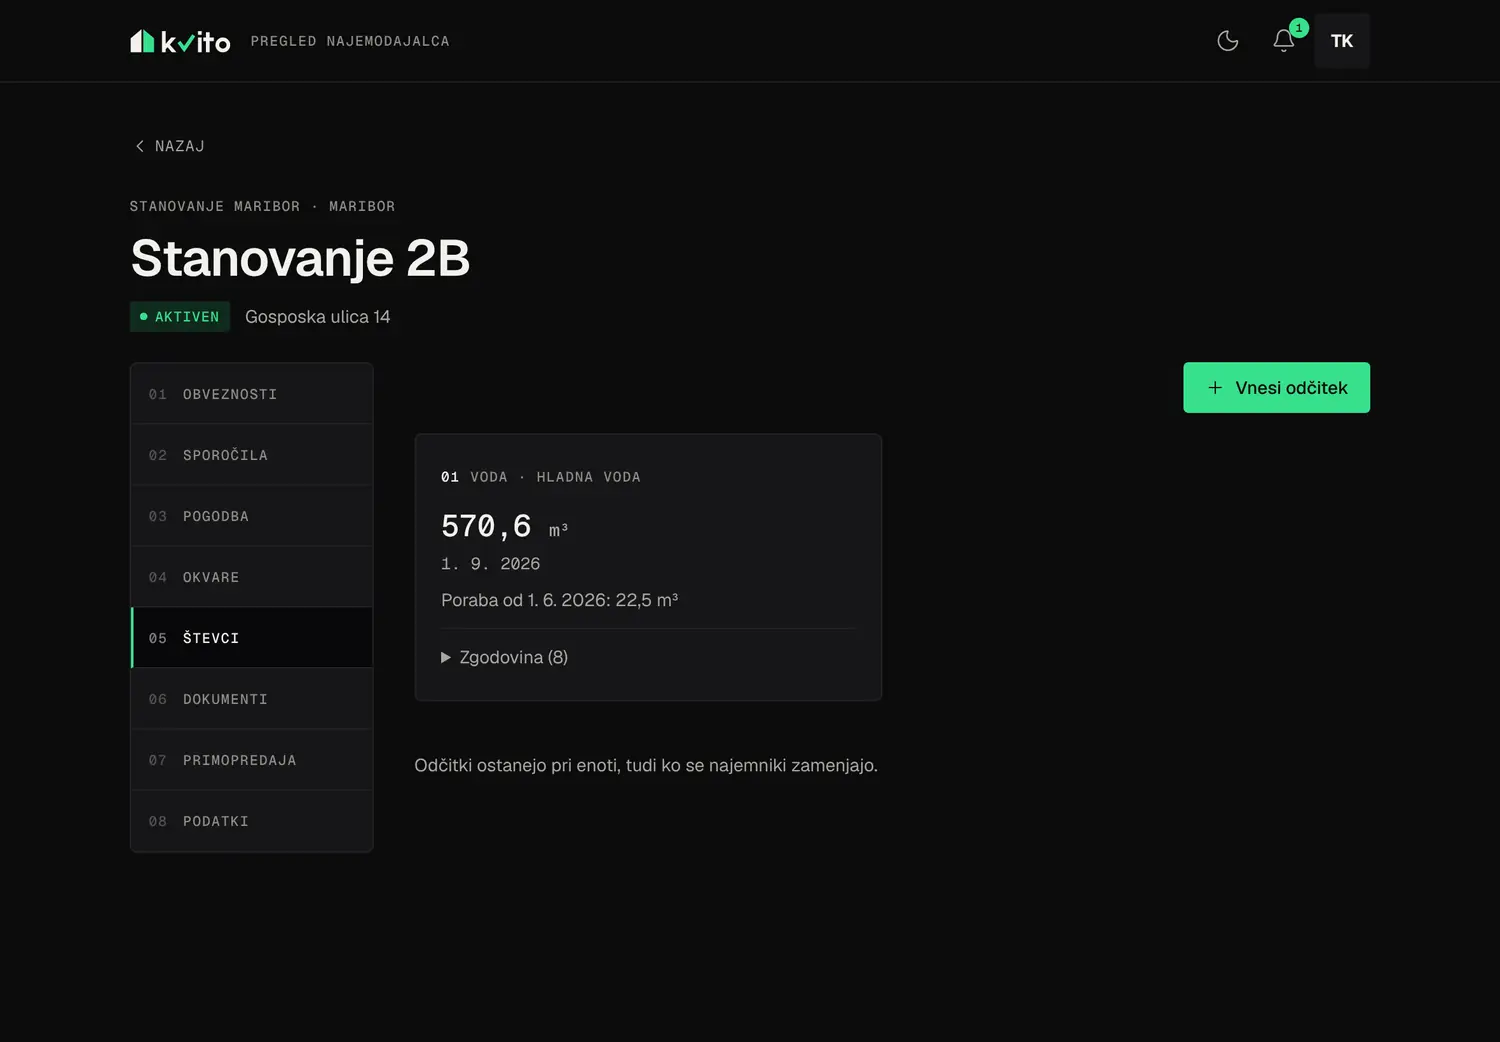 kvito PREGLED NAJEMODAJALCA 1 TK
NAZAJ
STANOVANJE MARIBOR · MARIBOR
Stanovanje 2B
AKTIVEN Gosposka ulica 14
01 OBVEZNOSTI
02 SPOROČILA
03 POGODBA
04 OKVARE
05 ŠTEVCI
06 DOKUMENTI
07 PRIMOPREDAJA
08 PODATKI
+ Vnesi odčitek
01 VODA · HLADNA VODA
570,6 m³
1. 9. 2026
Poraba od 1. 6. 2026: 22,5 m³
Zgodovina (8)
Odčitki ostanejo pri enoti, tudi ko se najemniki zamenjajo.